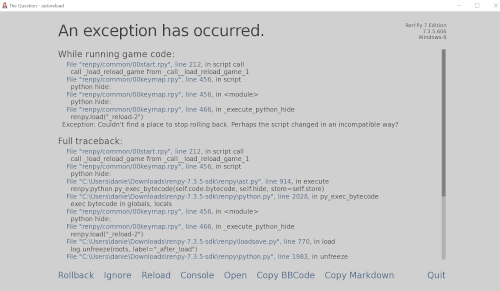 The Question - autoreload
An exception has occurred.
Ren'Py 7 Edition
7.3.5.606
Windows-8
While running game code:
File "renpy/common/00start.rpy", line 212, in script call
call _load_reload_game from _call__load_reload_game_1
File "renpy/common/00keymap.rpy", line 456, in script
python hide:
File "renpy/common/00keymap.rpy", line 456, in <module>
python hide:
File "renpy/common/00keymap.rpy", line 466, in _execute_python_hide
renpy.load("_reload-2")
Exception: Couldn't find a place to stop rolling back. Perhaps the script changed in an incompatible way?
Full traceback:
File "renpy/common/00start.rpy", line 212, in script call
call _load_reload_game from _call__load_reload_game_1
File "renpy/common/00keymap.rpy", line 456, in script
python hide:
File "C:\Users\danie\Downloads\renpy-7.3.5-sdk\renpy\ast.py", line 914, in execute
renpy.python.py_exec_bytecode(self.code.bytecode, self.hide, store=self.store)
File "C:\Users\danie\Downloads\renpy-7.3.5-sdk\renpy\python.py", line 2028, in py_exec_bytecode
exec bytecode in globals, locals
File "renpy/common/00keymap.rpy", line 456, in <module>
python hide:
File "renpy/common/00keymap.rpy", line 466, in _execute_python_hide
renpy.load("_reload-2")
File "C:\Users\danie\Downloads\renpy-7.3.5-sdk\renpy\loadsave.py", line 770, in load
log.unfreeze(roots, label="_after_load")
File "C:\Users\danie\Downloads\renpy-7.3.5-sdk\renpy\python.py", line 1983, in unfreeze
Rollback Ignore Reload Console Open Copy BBCode Copy Markdown Quit